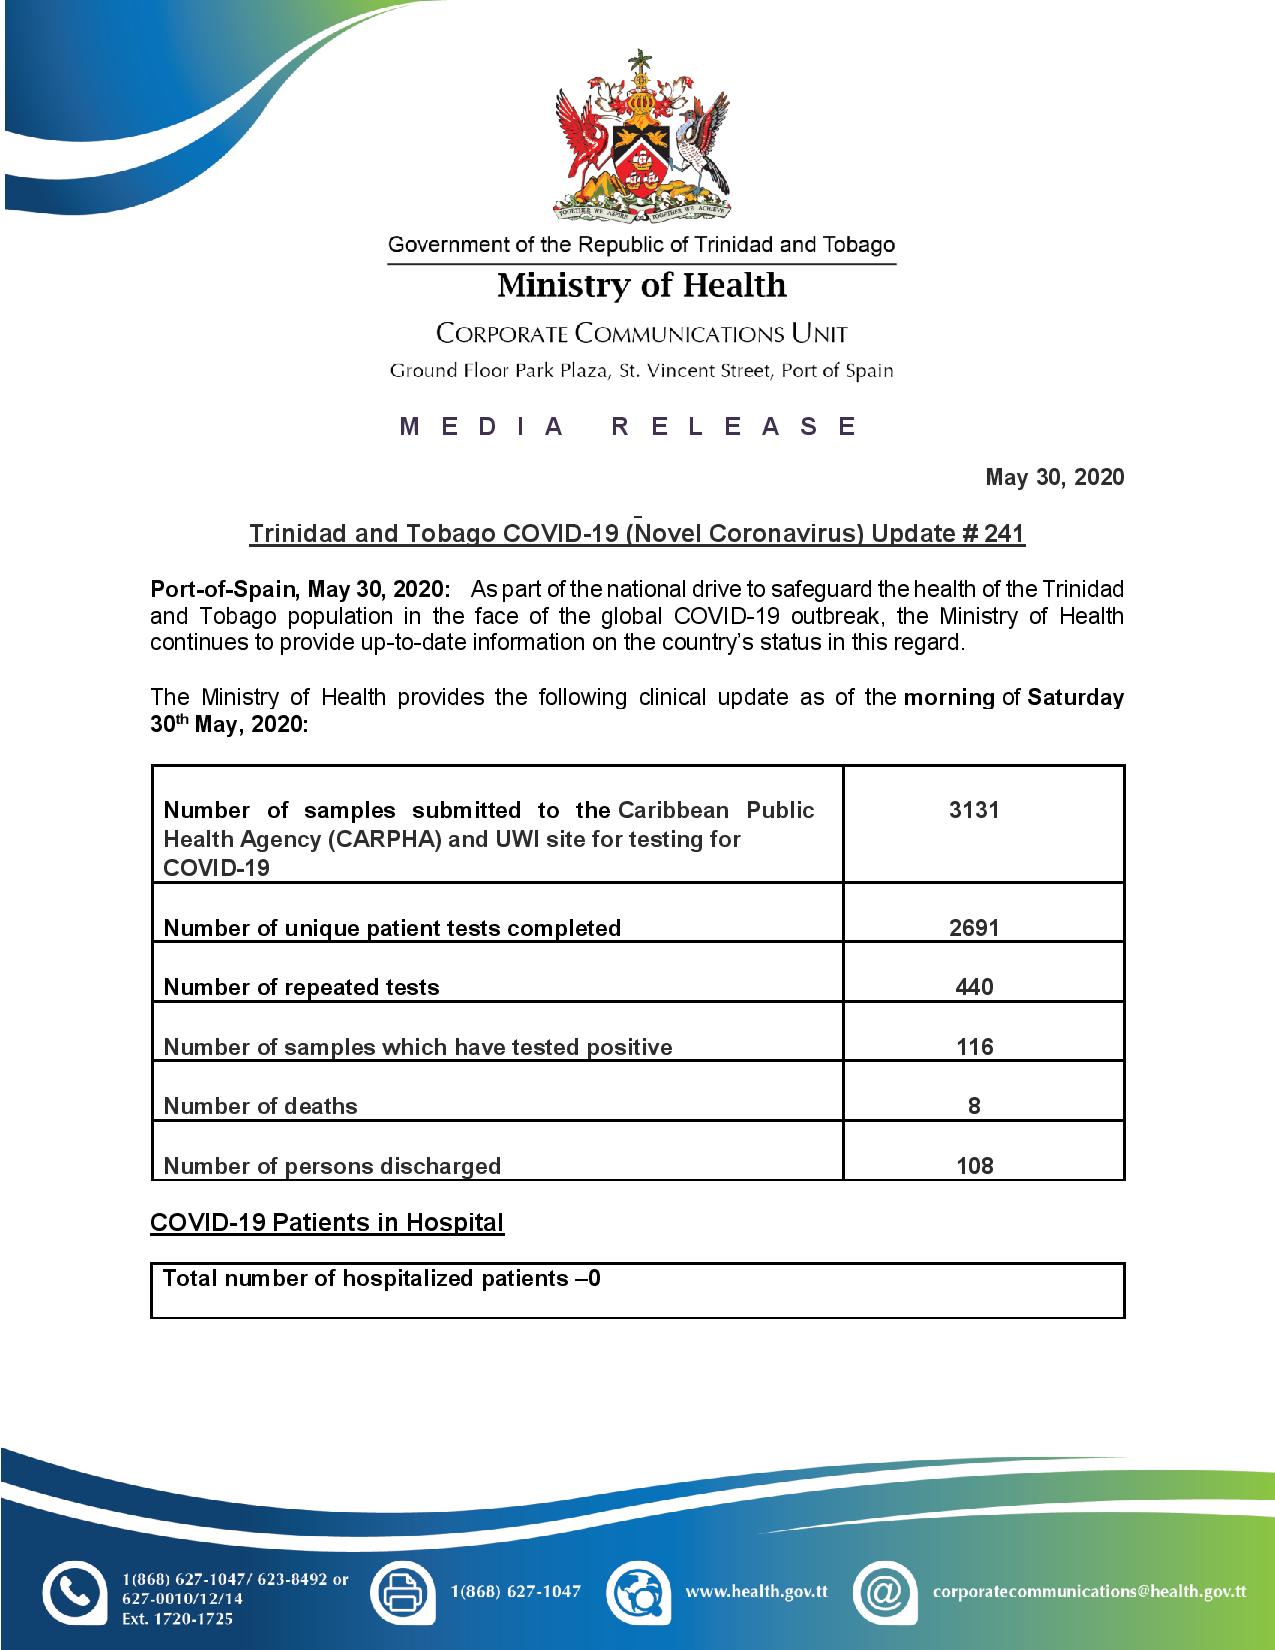 TOGETHER WE ASPIRE TOGETHER WE ACHIEVE
Government of the Republic of Trinidad and Tobago
Ministry of Health
CORPORATE COMMUNICATIONS UNIT
Ground Floor Park Plaza, St. Vincent Street, Port of Spain
MEDIA RELEASE
May 30, 2020
Trinidad and Tobago COVID-19 (Novel Coronavirus) Update # 241
Port-of-Spain, May 30, 2020: As part of the national drive to safeguard the health of the Trinidad
and Tobago population in the face of the global COVID-19 outbreak, the Ministry of Health
continues to provide up-to-date information on the country’s status in this regard.
The Ministry of Health provides the following clinical update as of the morning of Saturday
30th May, 2020:
Number of samples submitted to the Caribbean Public 3131
Health Agency (CARPHA) and UWI site for testing for
COVID-19
Number of unique patient tests completed 2691
Number of repeated tests 440
Number of samples which have tested positive 116
Number of deaths 8
Number of persons discharged 108
COVID-19 Patients in Hospital
Total number of hospitalized patients –0
1(868) 627-1047/ 623-8492 or
627-0010/12/14
Ext. 1720-1725
1(868) 627-1047
www.health.gov.tt
corporatecommunications@health.gov.tt